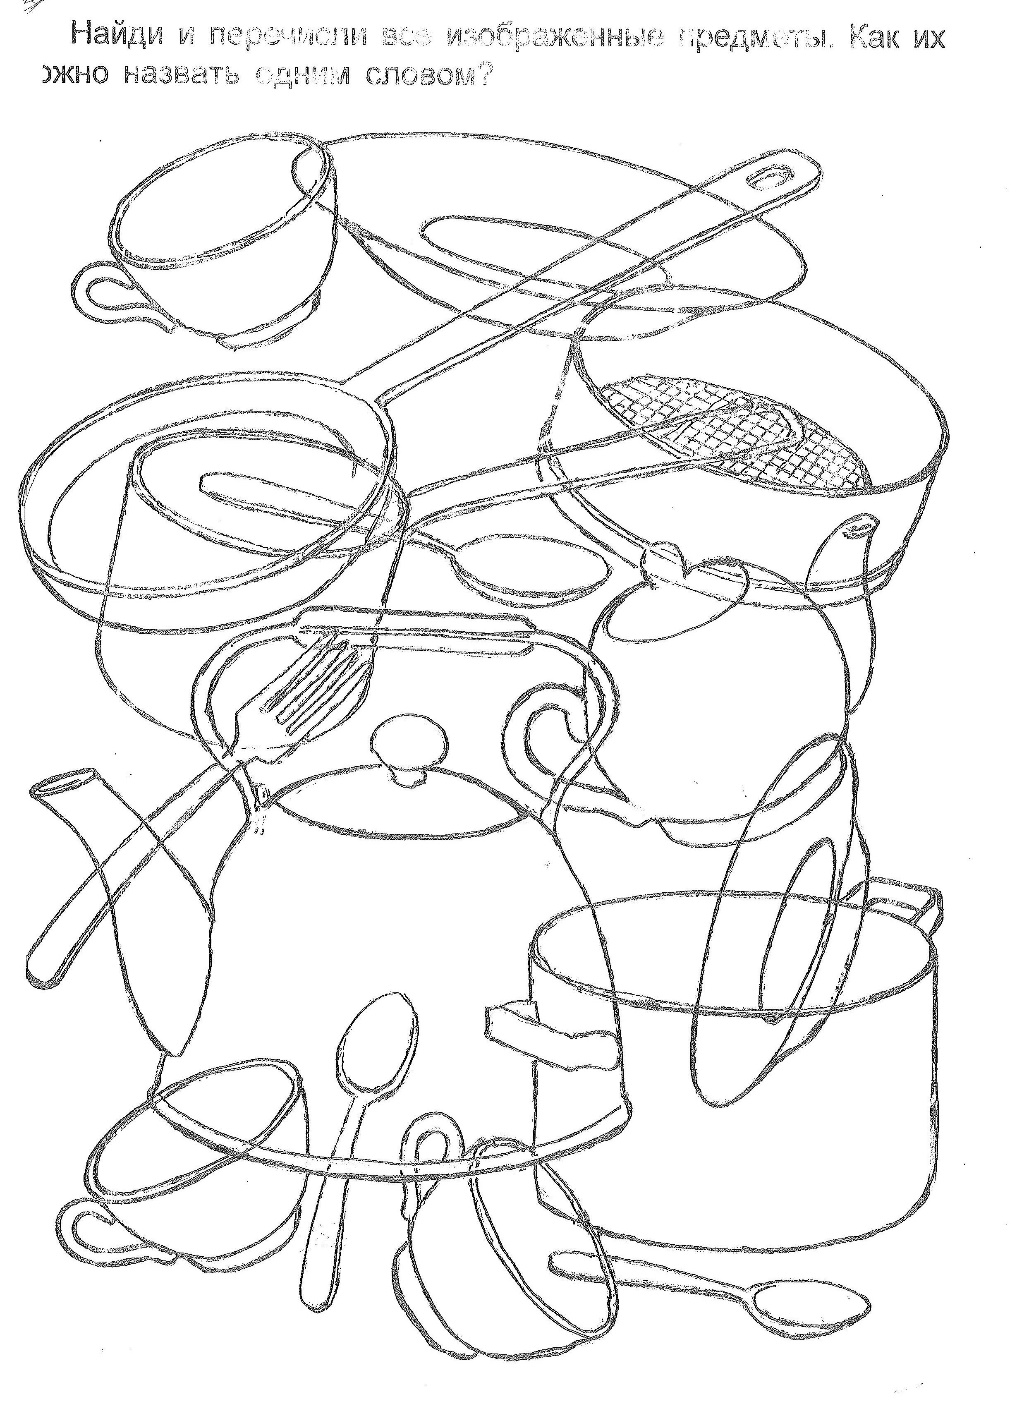 Найди и перечисли все изображенные предметы. Как их
ожно назвать одним словом?